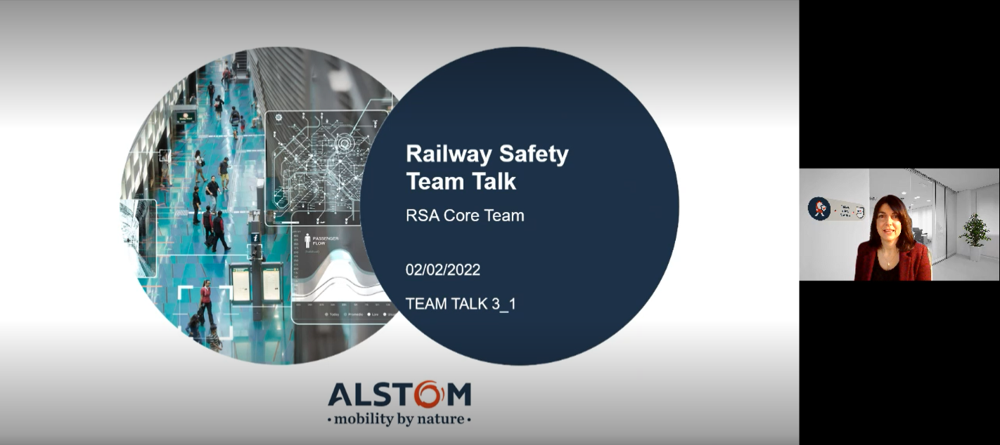 Railway Safety
Team Talk
RSA Core Team
02/02/2022
TEAM TALK 3_1
PASSENGER
FLOW
ALSTOM
• mobility by nature •